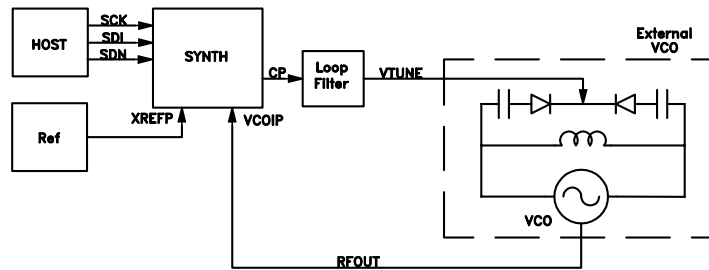 SCK
SDI
SDN
HOST
SYNTH
External
VCO
CP
Loop
Filter
VTUNE
Ref
XREFP
VCOIP
VCO
RFOUT